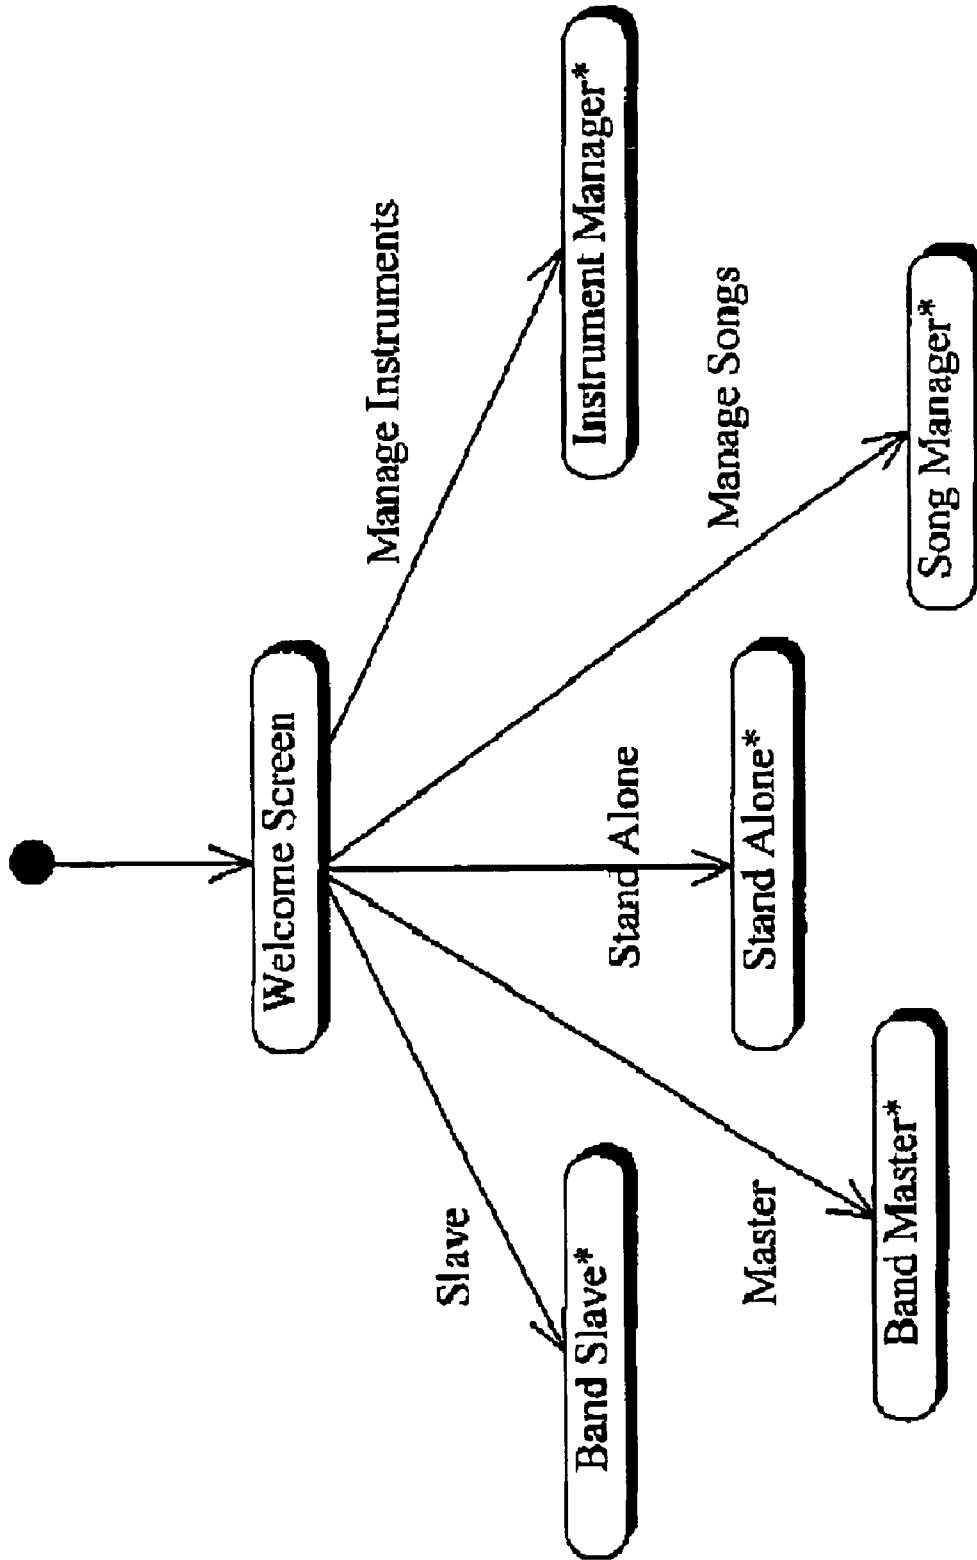 Welcome Screen
Slave
Manage Instruments
Band Slave*
Instrument Manager*
Stand Alone
Master
Manage Songs
Stand Alone*
Band Master*
Song Manager*